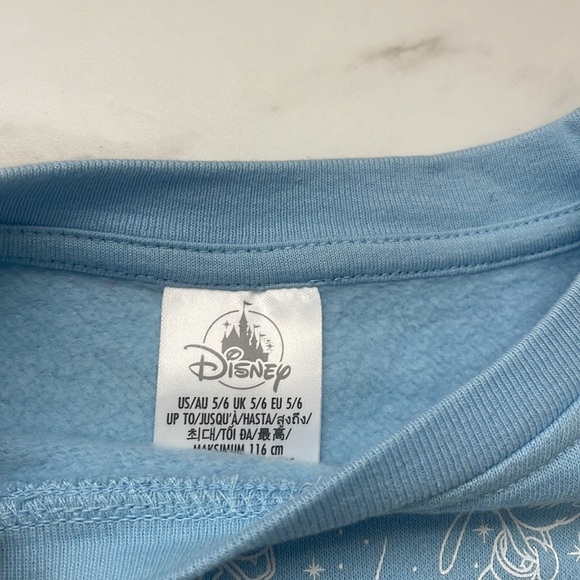 Disney
US/AU 5/6 UK 5/6 EU 5/6
UP TO/JUSQU'À/HASTA/สูงถึง/
최대/TỐI ĐA/最高/
MAKSIMUM 116 cm